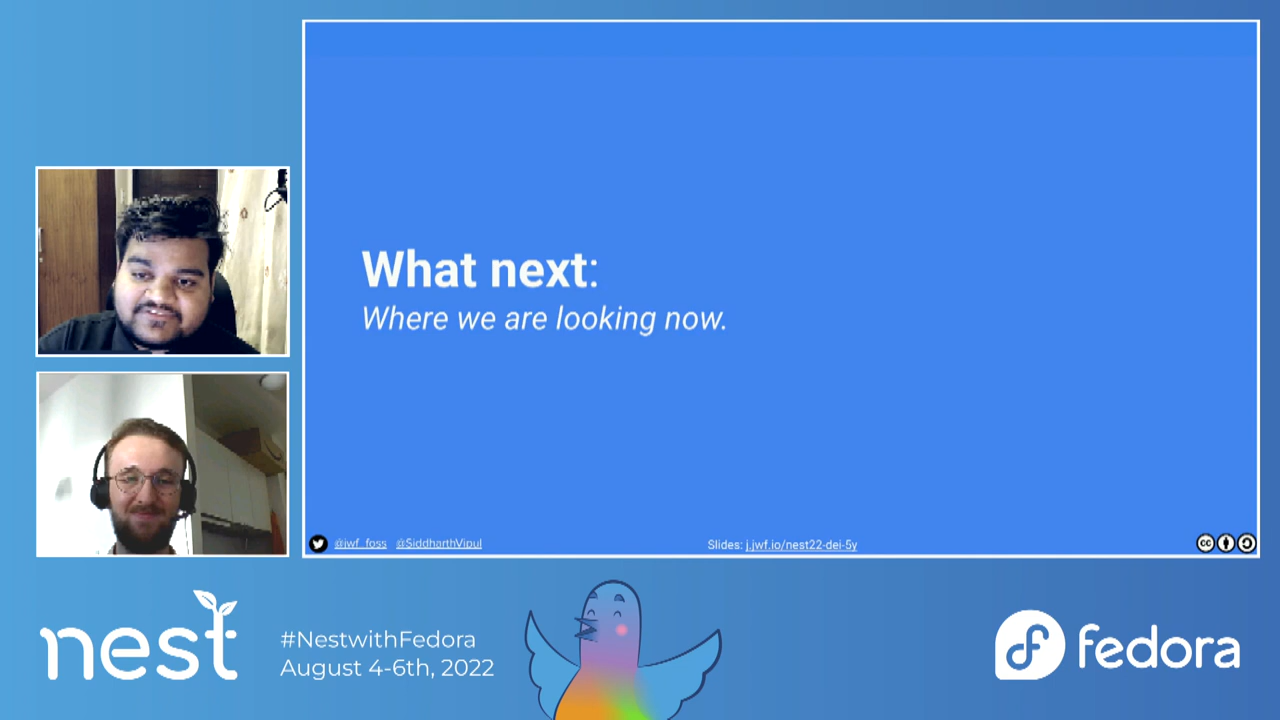 What next:
Where we are looking now.
@jwf_foss @SiddharthVipul
Slides: j.jwf.io/nest22-dei-5y
cc
nest
#NestwithFedora
August 4-6th, 2022
fedora